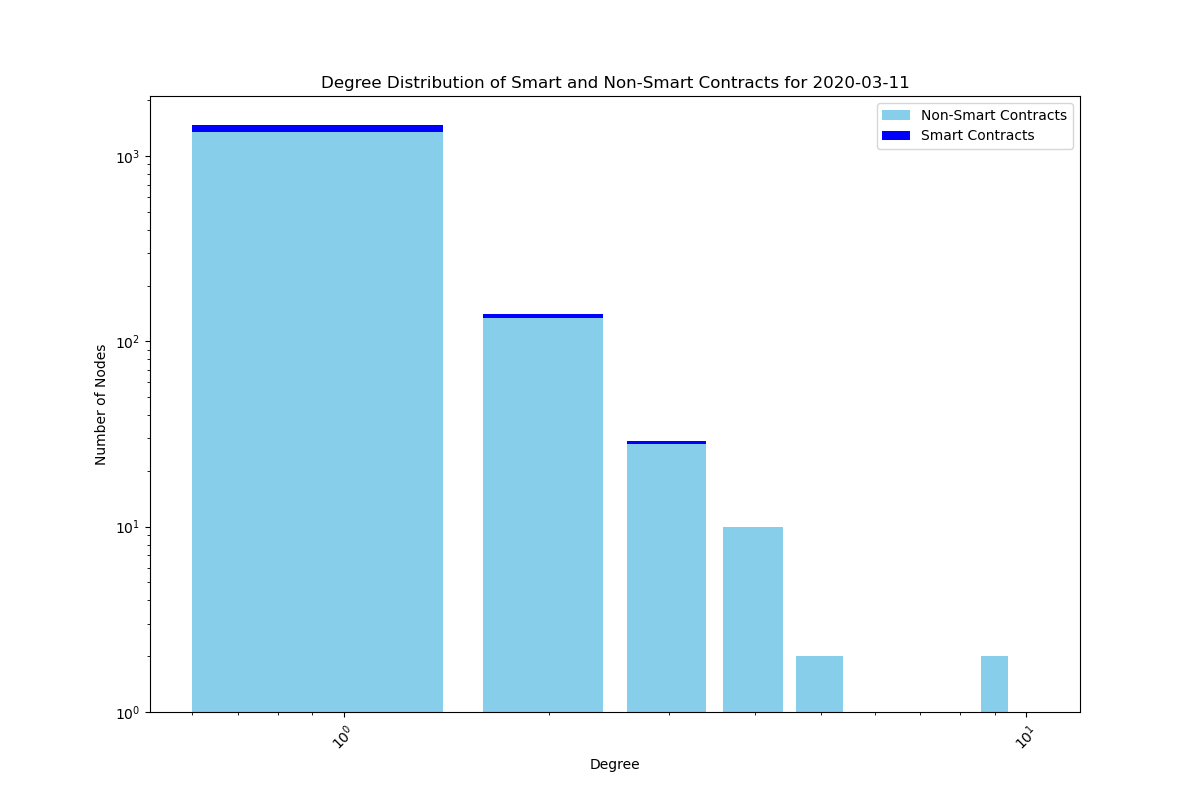 Degree Distribution of Smart and Non-Smart Contracts for 2020-03-11
Non-Smart Contracts
Smart Contracts
Number of Nodes
10³
10²
10¹
10⁰
10⁰
10¹
Degree